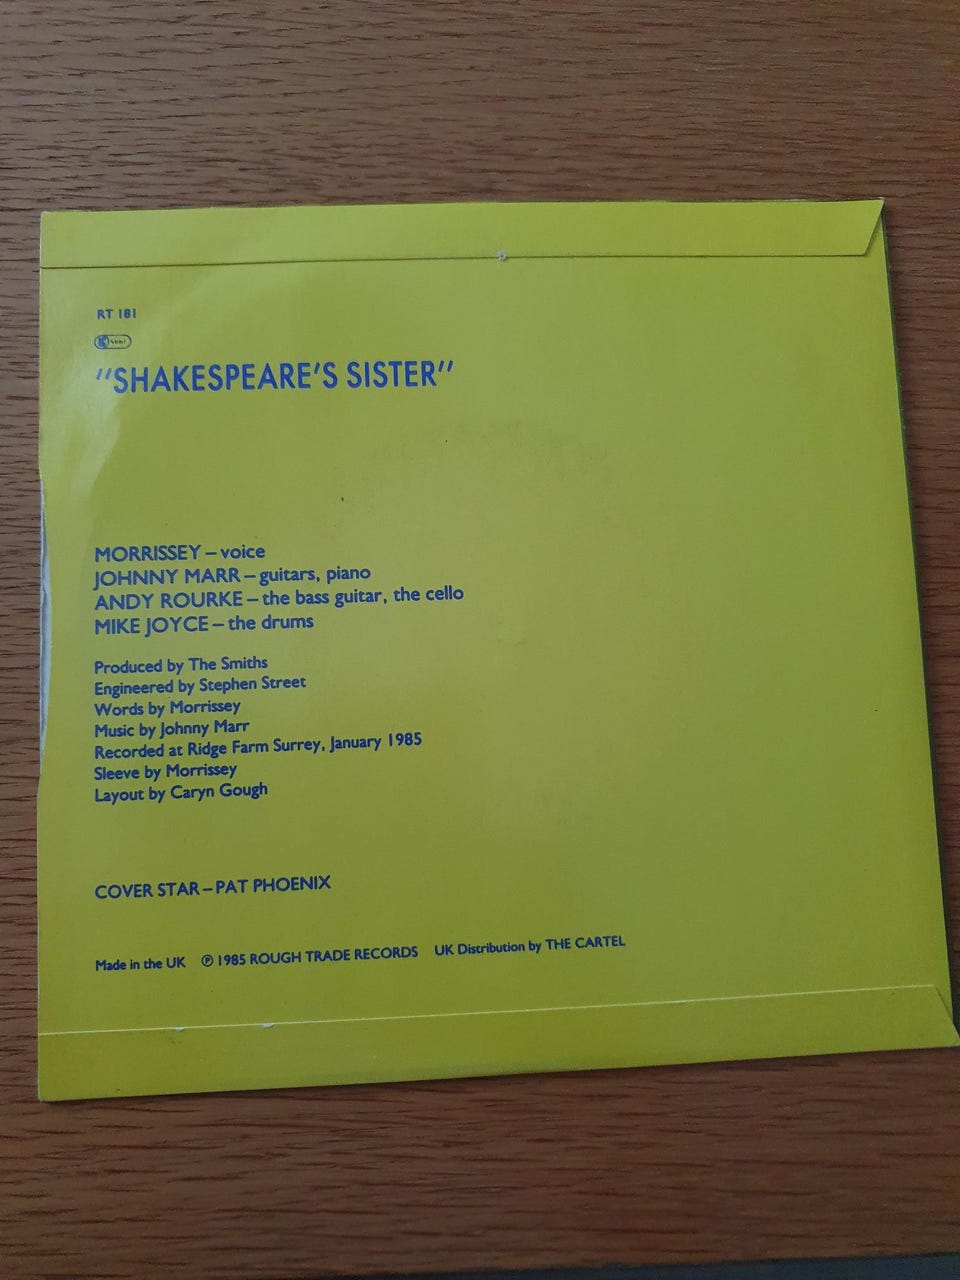 RT 181
"SHAKESPEARE'S SISTER"
MORRISSEY – voice
JOHNNY MARR – guitars, piano
ANDY ROURKE – the bass guitar, the cello
MIKE JOYCE – the drums
Produced by The Smiths
Engineered by Stephen Street
Words by Morrissey
Music by Johnny Marr
Recorded at Ridge Farm Surrey, January 1985
Sleeve by Morrissey
Layout by Caryn Gough
COVER STAR – PAT PHOENIX
Made in the UK ℗ 1985 ROUGH TRADE RECORDS UK Distribution by THE CARTEL